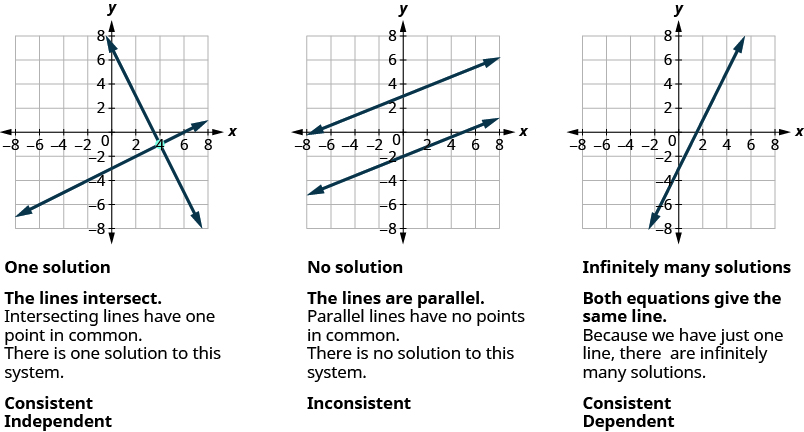 y
8
6
4
2
x
−8 −6 −4 −2 0 4 6 8
−2
−4
−6
−8
One solution
The lines intersect.
Intersecting lines have one
point in common.
There is one solution to this
system.
Consistent
Independent
y
8
6
4
2
x
−8 −6 −4 −2 0 2 4 6 8
−2
−4
−6
−8
No solution
The lines are parallel.
Parallel lines have no points
in common.
There is no solution to this
system.
Inconsistent
y
8
6
4
2
x
−8 −6 −4 −2 0 2 4 6 8
−2
−4
−6
−8
Infinitely many solutions
Both equations give the
same line.
Because we have just one
line, there are infinitely
many solutions.
Consistent
Dependent